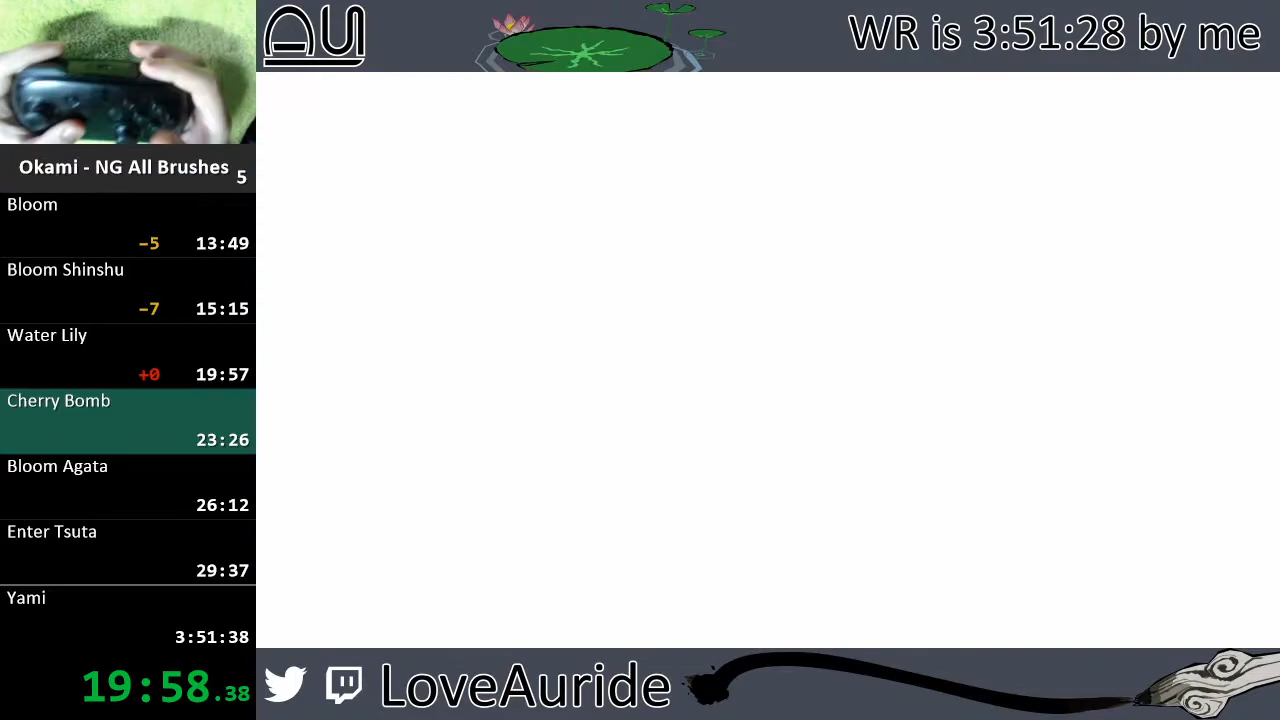 AU
WR is 3:51:28 by me
Okami - NG All Brushes 5
Bloom
-5 13:49
Bloom Shinshu
-7 15:15
Water Lily
+0 19:57
Cherry Bomb
23:26
Bloom Agata
26:12
Enter Tsuta
29:37
Yami
3:51:38
19:58.38
LoveAuride